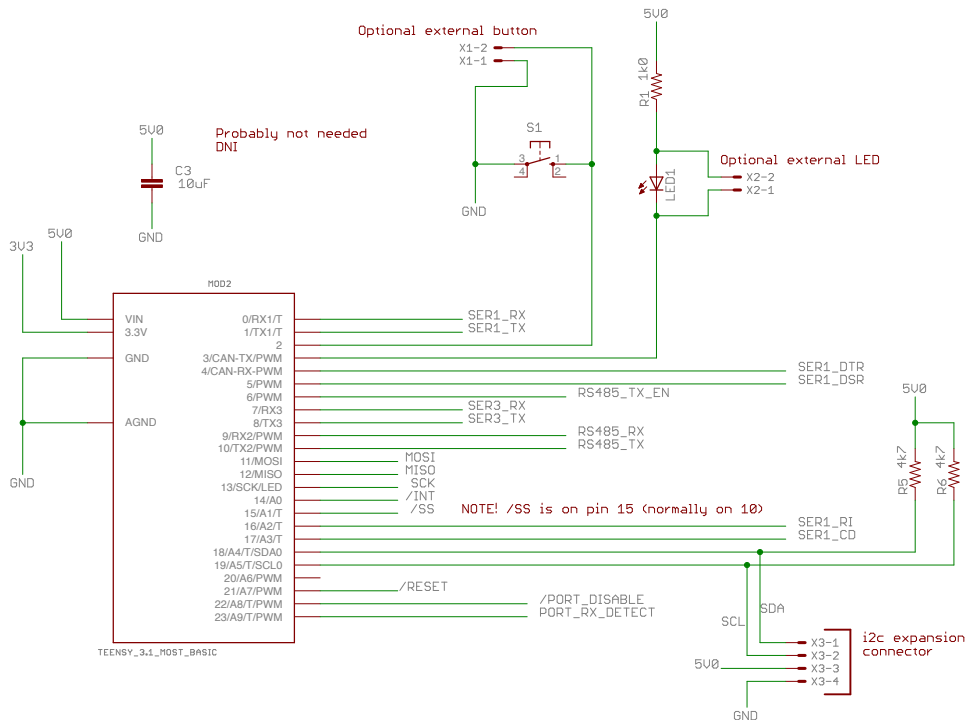 5V0
Optional external button
X1-2
X1-1
R1 1k0
5V0
Probably not needed
DNI
C3
10uF
GND
S1
3 1
4 2
GND
LED1
Optional external LED
X2-2
X2-1
3V3
5V0
MOD2
VIN
3.3V
GND
AGND
GND
0/RX1/T SER1_RX
1/TX1/T SER1_TX
2
3/CAN-TX/PWM
4/CAN-RX-PWM SER1_DTR
5/PWM SER1_DSR
6/PWM RS485_TX_EN
7/RX3 SER3_RX
8/TX3 SER3_TX
9/RX2/PWM RS485_RX
10/TX2/PWM RS485_TX
11/MOSI MOSI
12/MISO MISO
13/SCK/LED SCK
14/A0 /INT
15/A1/T /SS
NOTE! /SS is on pin 15 (normally on 10)
16/A2/T SER1_RI
17/A3/T SER1_CD
18/A4/T/SDA0
19/A5/T/SCL0
20/A6/PWM
21/A7/PWM /RESET
22/A8/T/PWM /PORT_DISABLE
23/A9/T/PWM PORT_RX_DETECT
TEENSY_3.1_MOST_BASIC
5V0
R5 4k7
R6 4k7
SDA
SCL
X3-1
X3-2
5V0 X3-3
X3-4
i2c expansion
connector
GND